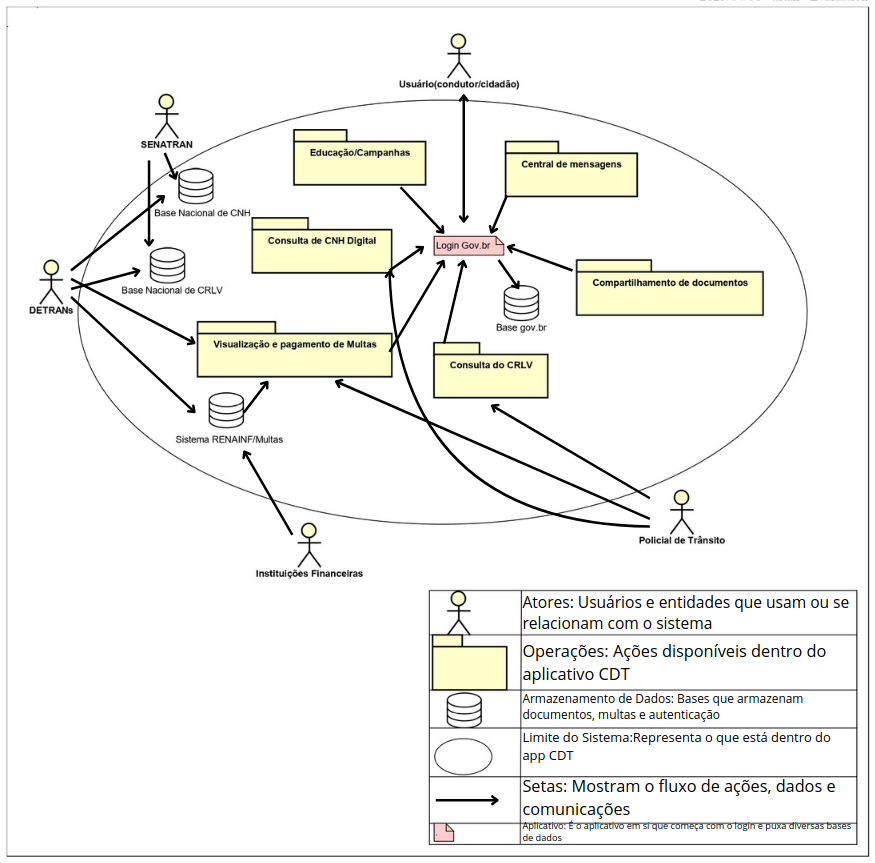 Usuário(condutor/cidadão)
SENATRAN
Educação/Campanhas
Central de mensagens
Base Nacional de CNH
Consulta de CNH Digital
Login Gov.br
Base Nacional de CRLV
Compartilhamento de documentos
DETRANs
Base gov.br
Visualização e pagamento de Multas
Consulta do CRLV
Sistema RENAINF/Multas
Policial de Trânsito
Instituições Financeiras
Atores: Usuários e entidades que usam ou se
relacionam com o sistema
Operações: Ações disponíveis dentro do
aplicativo CDT
Armazenamento de Dados: Bases que armazenam
documentos, multas e autenticação
Limite do Sistema:Representa o que está dentro do
app CDT
Setas: Mostram o fluxo de ações, dados e
comunicações
Aplicativo: É o aplicativo em si que começa com o login e puxa diversas bases
de dados